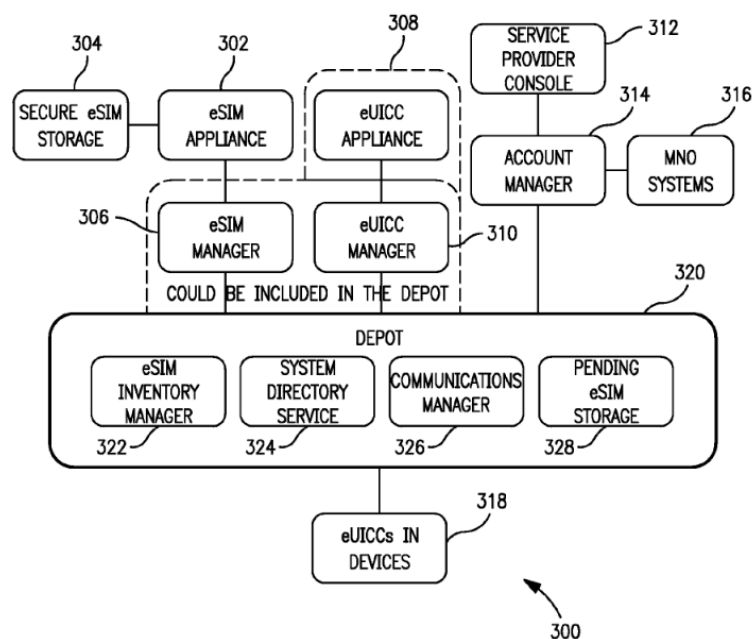 304
302
308
SERVICE
PROVIDER
CONSOLE
312
SECURE eSIM
STORAGE
eSIM
APPLIANCE
eUICC
APPLIANCE
314
316
ACCOUNT
MANAGER
MNO
SYSTEMS
306
eSIM
MANAGER
eUICC
MANAGER
310
COULD BE INCLUDED IN THE DEPOT
320
DEPOT
eSIM
INVENTORY
MANAGER
SYSTEM
DIRECTORY
SERVICE
COMMUNICATIONS
MANAGER
PENDING
eSIM
STORAGE
322
324
326
328
eUICCs IN
DEVICES
318
300